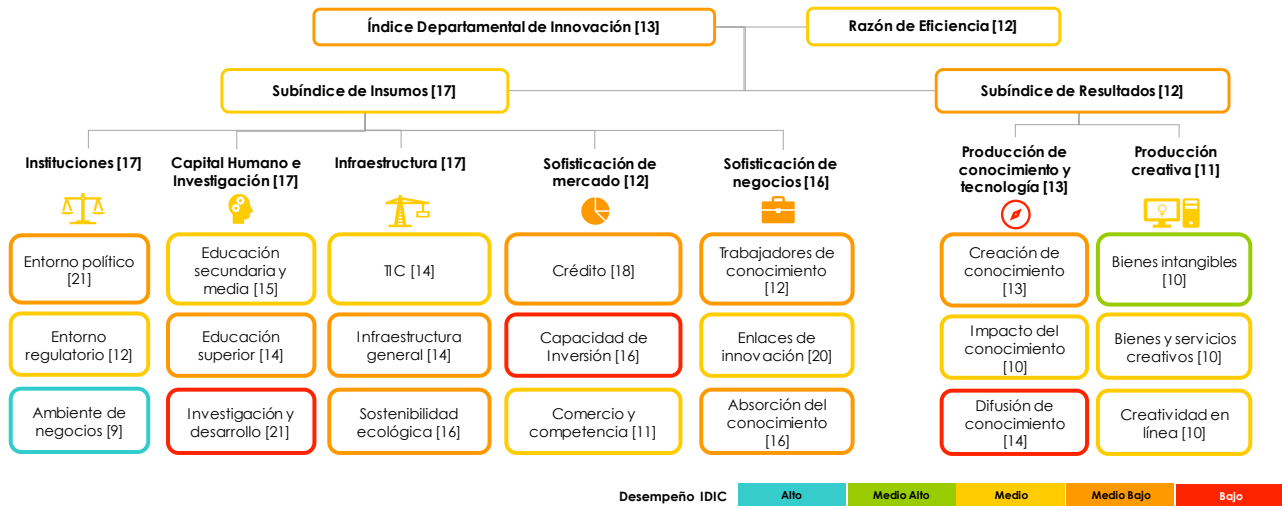 Índice Departamental de Innovación [13]
Razón de Eficiencia [12]
Subíndice de Insumos [17]
Subíndice de Resultados [12]
Instituciones [17]
Capital Humano e
Investigación [17]
Infraestructura [17]
Sofisticación de
mercado [12]
Sofisticación de
negocios [16]
Producción de
conocimiento y
tecnología [13]
Producción
creativa [11]
Entorno político
[21]
Educación
secundaria y
media [15]
TIC [14]
Crédito [18]
Trabajadores de
conocimiento
[12]
Creación de
conocimiento
[13]
Bienes intangibles
[10]
Entorno
regulatorio [12]
Educación
superior [14]
Infraestructura
general [14]
Capacidad de
Inversión [16]
Enlaces de
innovación [20]
Impacto del
conocimiento
[10]
Bienes y servicios
creativos [10]
Ambiente de
negocios [9]
Investigación y
desarrollo [21]
Sostenibilidad
ecológica [16]
Comercio y
competencia [11]
Absorción del
conocimiento
[16]
Difusión de
conocimiento
[14]
Creatividad en
línea [10]
Desempeño IDIC
Alto
Medio Alto
Medio
Medio Bajo
Bajo